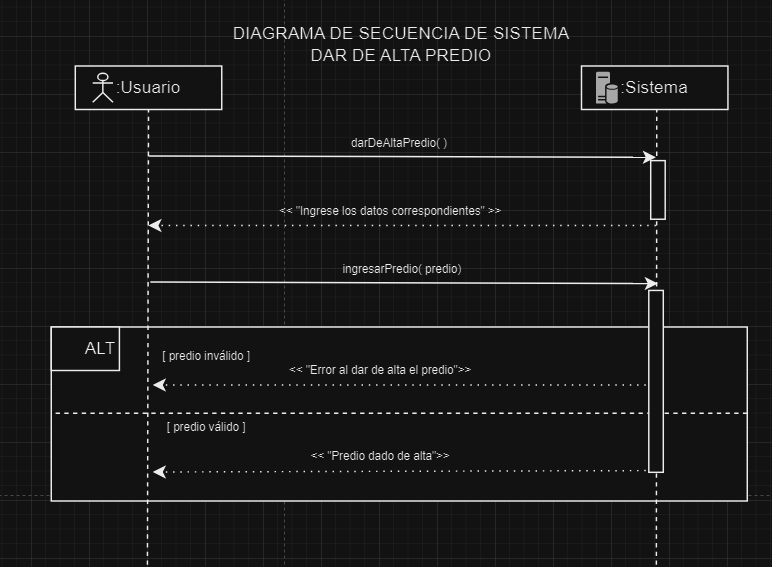 DIAGRAMA DE SECUENCIA DE SISTEMA
DAR DE ALTA PREDIO
:Usuario
:Sistema
darDeAltaPredio( )
<< "Ingrese los datos correspondientes" >>
ingresarPredio( predio)
ALT
[ predio inválido ]
<< "Error al dar de alta el predio">>
[ predio válido ]
<< "Predio dado de alta">>